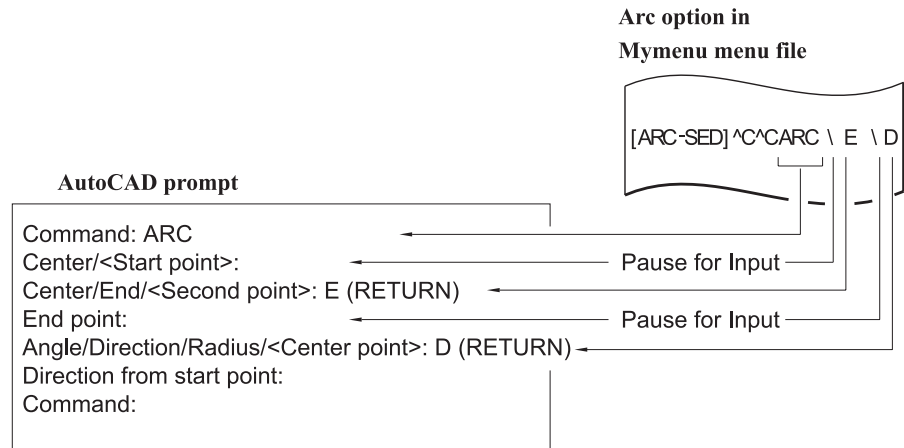 Arc option in
Mymenu menu file
[ARC-SED] ^C^CARC \ E \ D
AutoCAD prompt
Command: ARC
Center/<Start point>:
Pause for Input
Center/End/<Second point>: E (RETURN)
End point:
Pause for Input
Angle/Direction/Radius/<Center point>: D (RETURN)
Direction from start point:
Command: